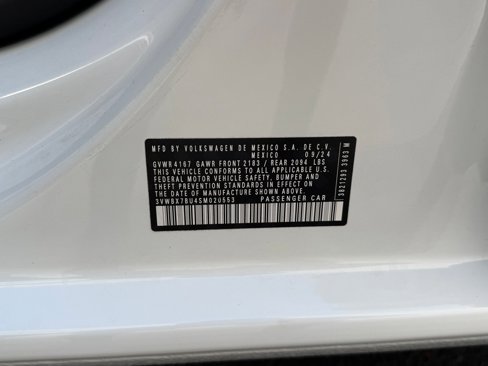 MFD BY VOLKSWAGEN DE MEXICO S.A. DE C.V.
MEXICO 09/24
GVWR 4167 GAWR FRONT 2183 / REAR 2094 LBS
THIS VEHICLE CONFORMS TO ALL APPLICABLE U.S.
FEDERAL MOTOR VEHICLE SAFETY, BUMPER AND
THEFT PREVENTION STANDARDS IN EFFECT ON
THE DATE OF MANUFACTURE SHOWN ABOVE.
3VWBX7BU4SM020553 PASSENGER CAR
3821293 3963 M